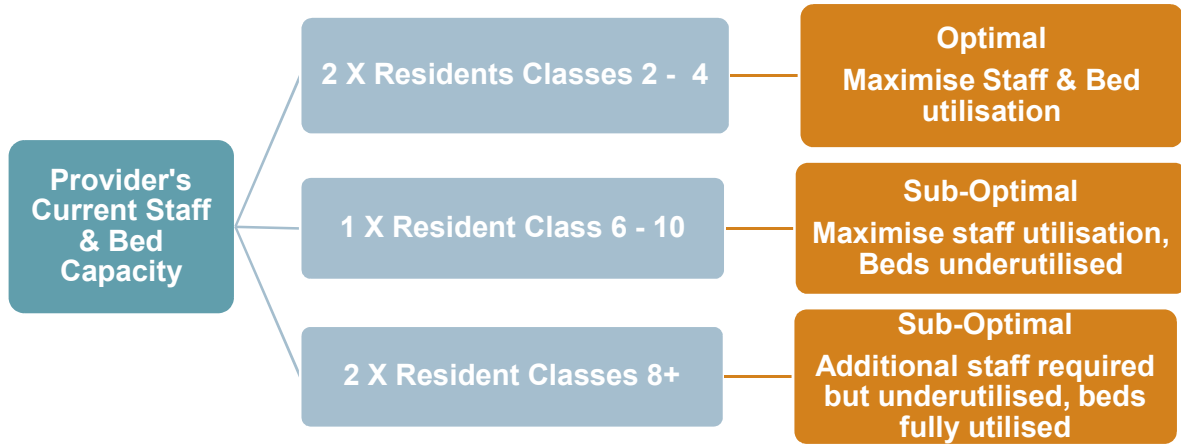 Provider's
Current Staff
& Bed
Capacity
2 X Residents Classes 2 - 4
Optimal
Maximise Staff & Bed
utilisation
1 X Resident Class 6 - 10
Sub-Optimal
Maximise staff utilisation,
Beds underutilised
2 X Resident Classes 8+
Sub-Optimal
Additional staff required
but underutilised, beds
fully utilised